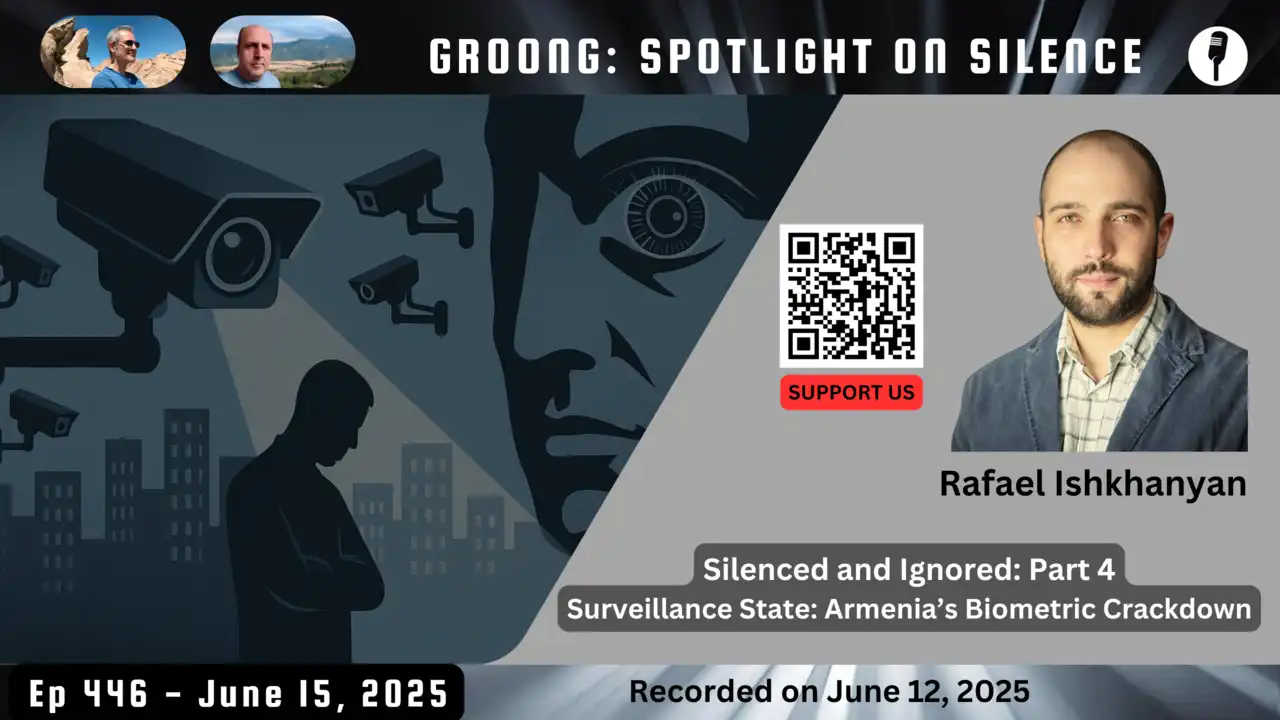 GROONG: SPOTLIGHT ON SILENCE
SUPPORT US
Rafael Ishkhanyan
Silenced and Ignored: Part 4
Surveillance State: Armenia’s Biometric Crackdown
Ep 446 - June 15, 2025
Recorded on June 12, 2025